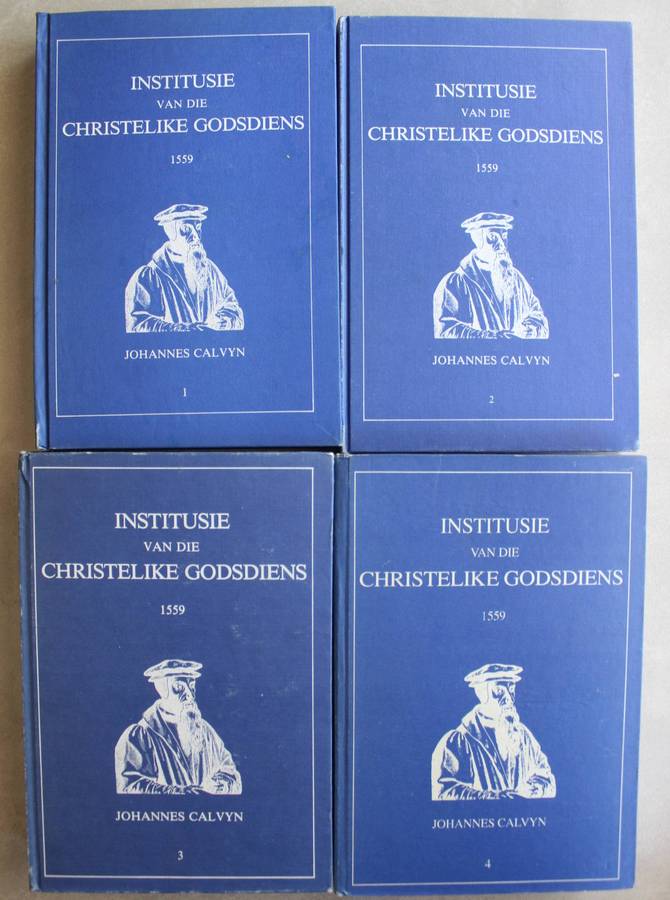 INSTITUSIE
VAN DIE
CHRISTELIKE GODSDIENS
1559
JOHANNES CALVYN
1
INSTITUSIE
VAN DIE
CHRISTELIKE GODSDIENS
1559
JOHANNES CALVYN
2
INSTITUSIE
VAN DIE
CHRISTELIKE GODSDIENS
1559
JOHANNES CALVYN
3
INSTITUSIE
VAN DIE
CHRISTELIKE GODSDIENS
1559
JOHANNES CALVYN
4